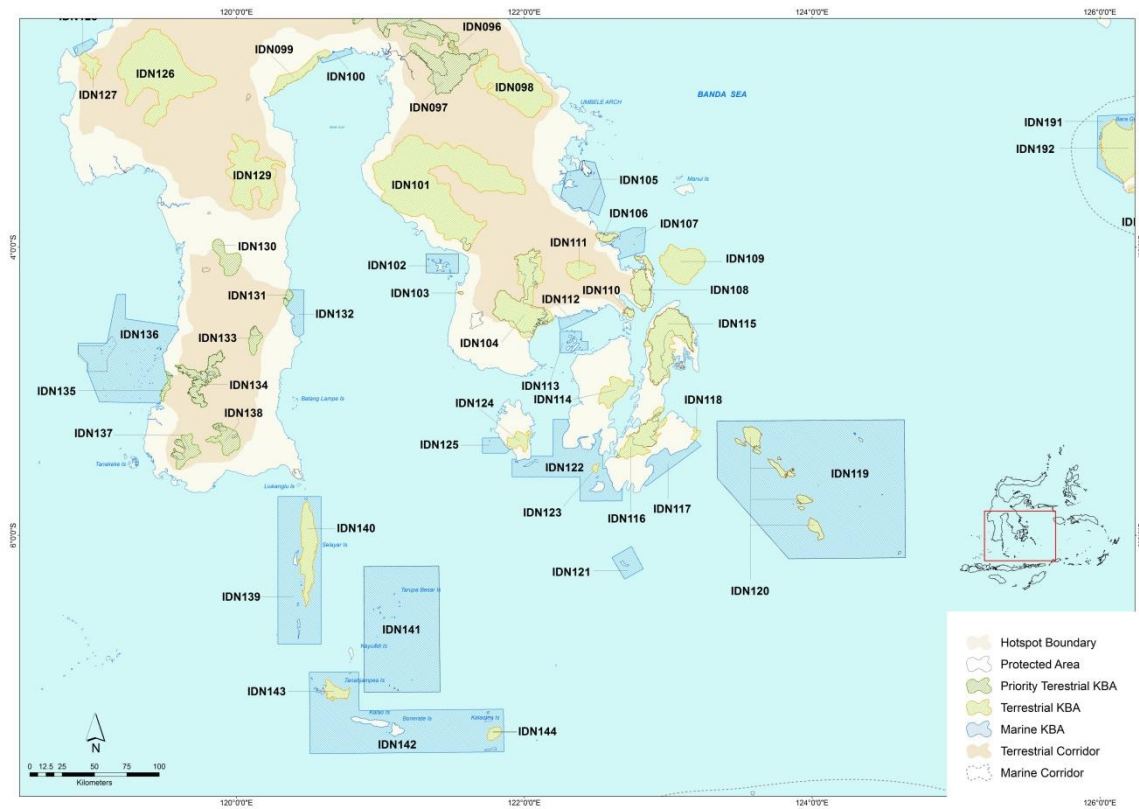 120°0'0"E
122°0'0"E
124°0'0"E
126°0'0"E
IDN096
IDN099
IDN126
IDN100
IDN127
IDN097
IDN098
BANDA SEA
UMBELE ARCH
IDN191
IDN192
IDN129
IDN101
IDN105
Manui Is
IDN106
IDN107
4°0'0"S
4°0'0"S
IDN130
IDN111
IDN102
IDN109
IDN103
IDN110
IDN108
IDN131
IDN112
IDN132
IDN115
IDN136
IDN133
IDN104
IDN134
IDN113
IDN135
IDN114
IDN124
Batang Lampe Is
IDN118
IDN138
IDN137
IDN125
Tanakeke Is
IDN122
IDN119
IDN123
IDN116
IDN117
IDN140
6°0'0"S
Selayar Is
IDN121
IDN120
IDN139
Tarupa Besar Is
IDN141
Kayuadi Is
Hotspot Boundary
Protected Area
Priority Terestrial KBA
Terestrial KBA
Marine KBA
Terestrial Corridor
Marine Corridor
IDN143
Tanahjampea Is
Kalao Is
Bonerate Is
Kalaotoa Is
IDN144
IDN142
N
0 12.5 25 50 75 100
Kilometers
120°0'0"E
122°0'0"E
124°0'0"E
126°0'0"E